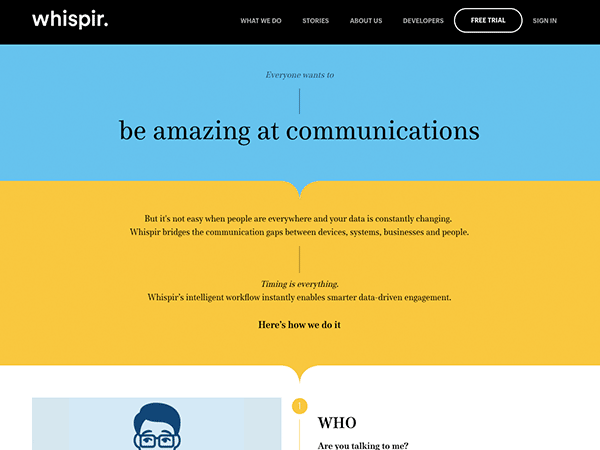 whispir.
WHAT WE DO STORIES ABOUT US DEVELOPERS FREE TRIAL SIGN IN
Everyone wants to
be amazing at communications
But it's not easy when people are everywhere and your data is constantly changing.
Whispir bridges the communication gaps between devices, systems, businesses and people.
Timing is everything.
Whispir's intelligent workflow instantly enables smarter data-driven engagement.
Here's how we do it
1
WHO
Are you talking to me?